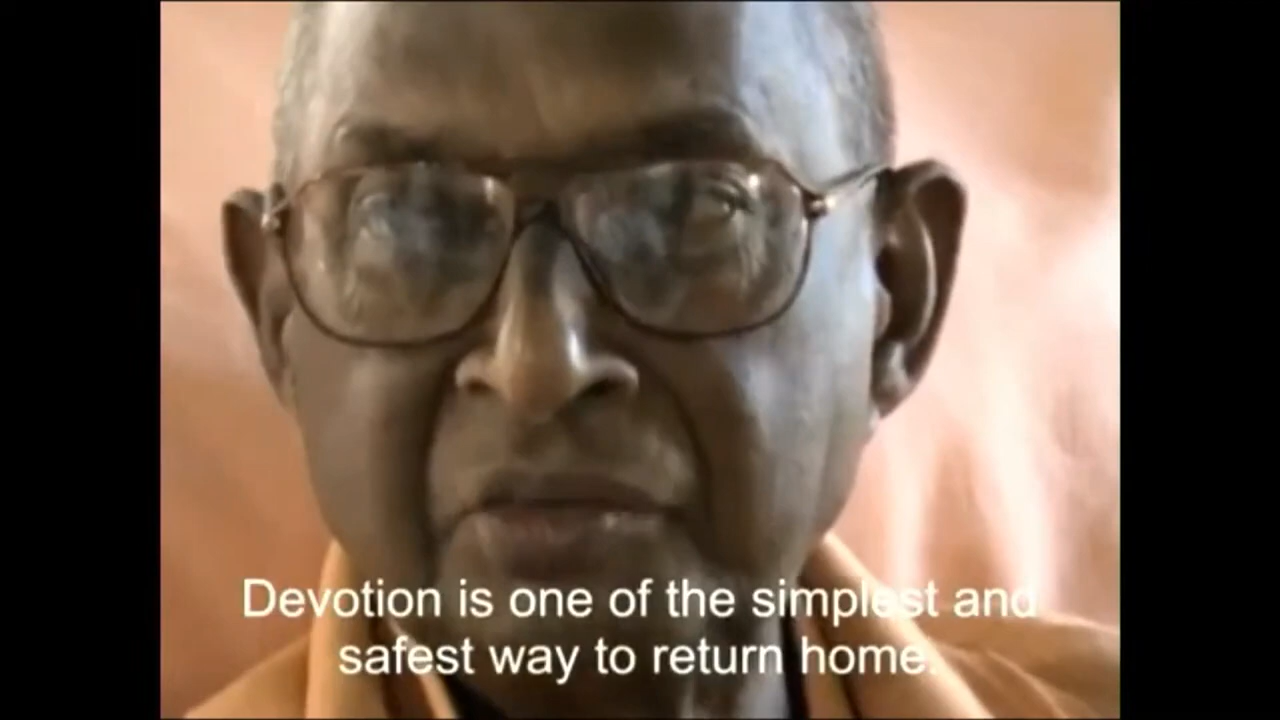 Devotion is one of the simplest and
safest way to return home.